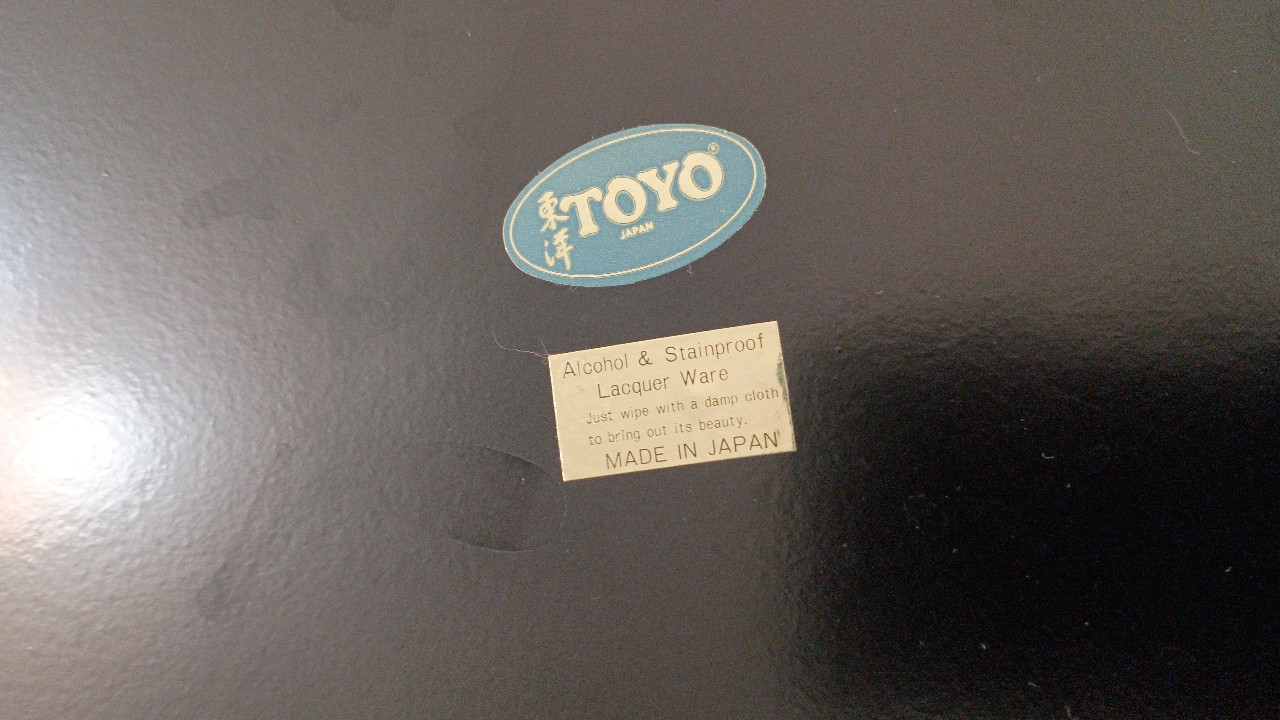 東洋
TOYO®
JAPAN
Alcohol & Stainproof
Lacquer Ware
Just wipe with a damp cloth
to bring out its beauty.
MADE IN JAPAN